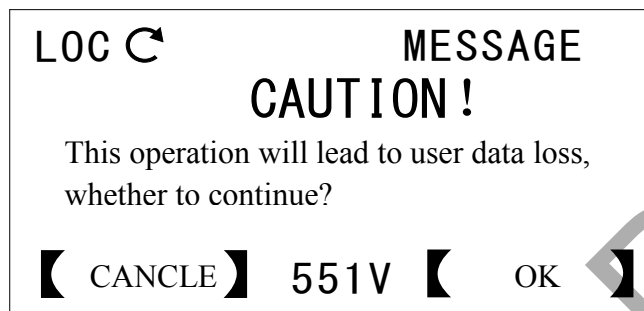 LOC MESSAGE
CAUTION!
This operation will lead to user data loss,
whether to continue?
CANCLE 551V OK